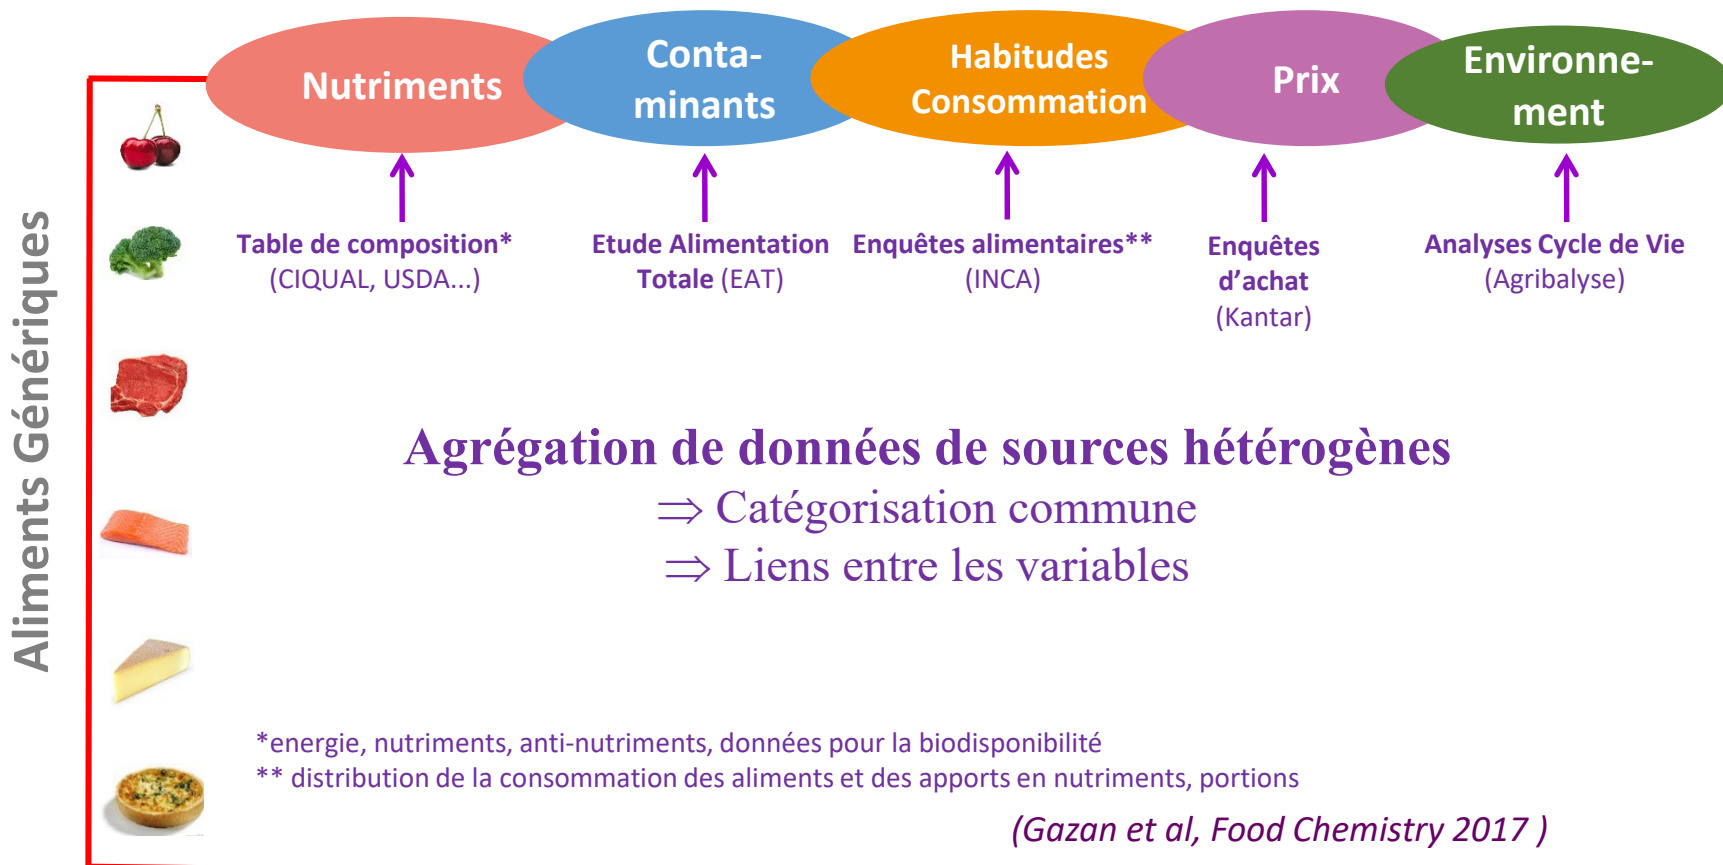 Nutriments
Conta-
minants
Habitudes
Consommation
Prix
Environne-
ment
Aliments Génériques
Table de composition*
(CIQUAL, USDA...)
Etude Alimentation
Totale (EAT)
Enquêtes alimentaires**
(INCA)
Enquêtes
d’achat
(Kantar)
Analyses Cycle de Vie
(Agribalyse)
Agrégation de données de sources hétérogènes
⇒ Catégorisation commune
⇒ Liens entre les variables
*energie, nutriments, anti-nutriments, données pour la biodisponibilité
** distribution de la consommation des aliments et des apports en nutriments, portions
(Gazan et al, Food Chemistry 2017 )